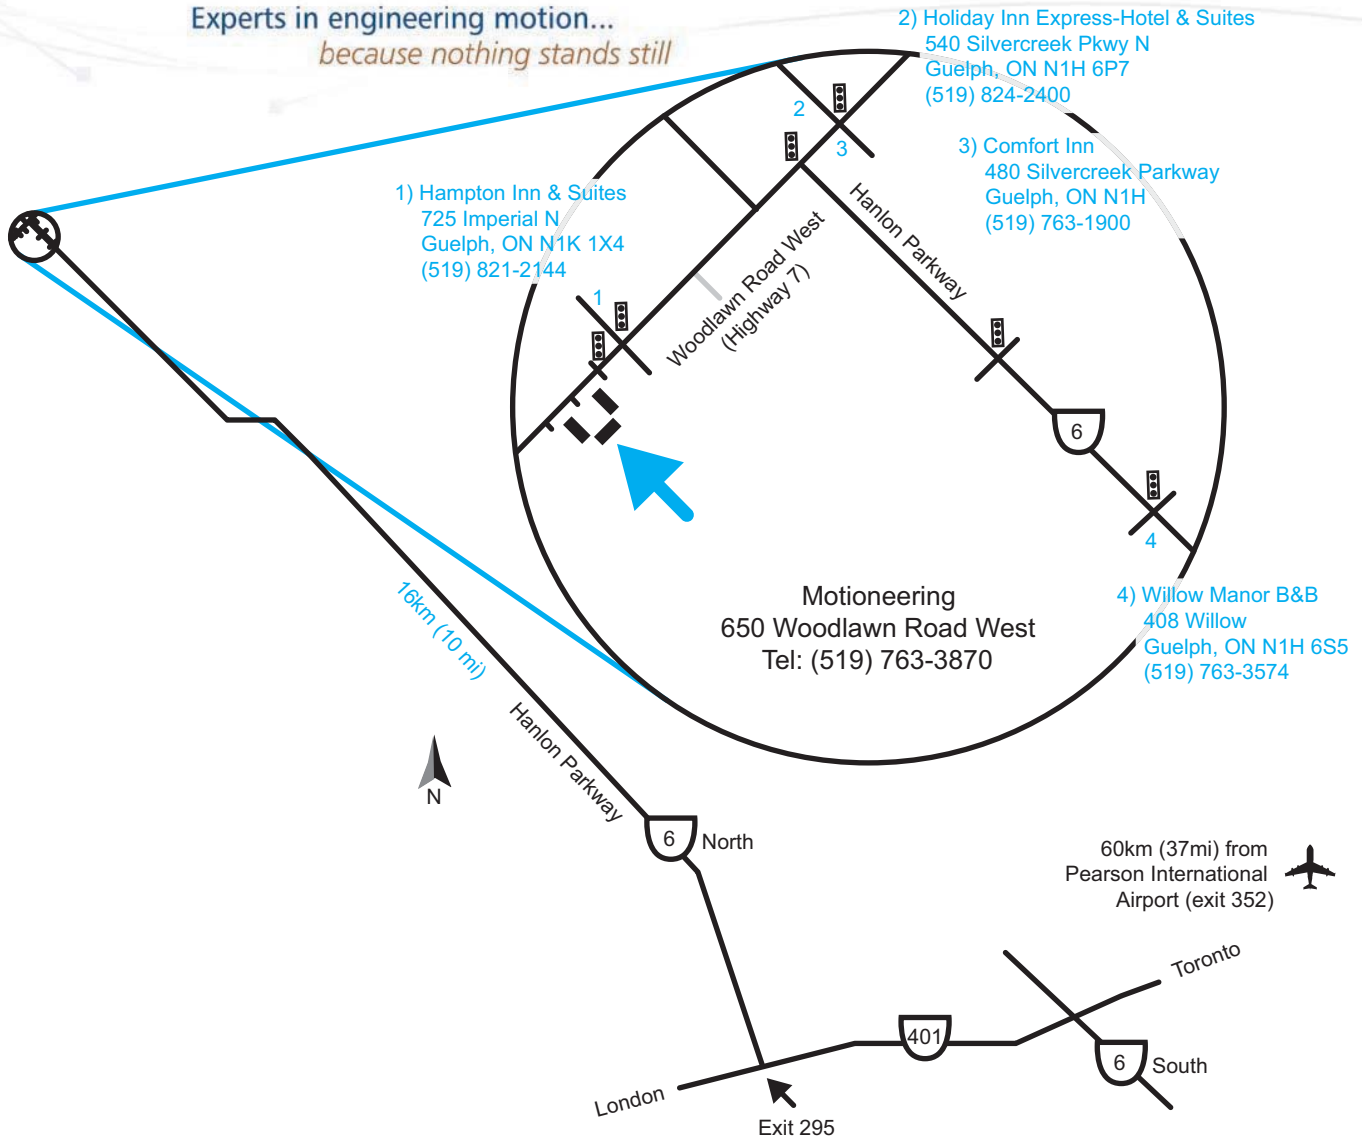 Experts in engineering motion...
because nothing stands still
2) Holiday Inn Express-Hotel & Suites
540 Silvercreek Pkwy N
Guelph, ON N1H 6P7
(519) 824-2400
3) Comfort Inn
480 Silvercreek Parkway
Guelph, ON N1H
(519) 763-1900
1) Hampton Inn & Suites
725 Imperial N
Guelph, ON N1K 1X4
(519) 821-2144
2
3
1
Hanlon Parkway
Woodlawn Road West
(Highway 7)
6
4
Motioneering
650 Woodlawn Road West
Tel: (519) 763-3870
4) Willow Manor B&B
408 Willow
Guelph, ON N1H 6S5
(519) 763-3574
16km (10 mi)
Hanlon Parkway
N
6
North
60km (37mi) from
Pearson International
Airport (exit 352)
Toronto
401
6
South
London
Exit 295